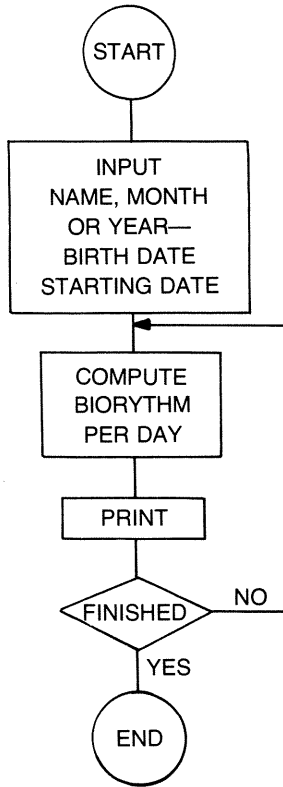 START
INPUT
NAME, MONTH
OR YEAR—
BIRTH DATE
STARTING DATE
COMPUTE
BIORYTHM
PER DAY
PRINT
FINISHED
NO
YES
END